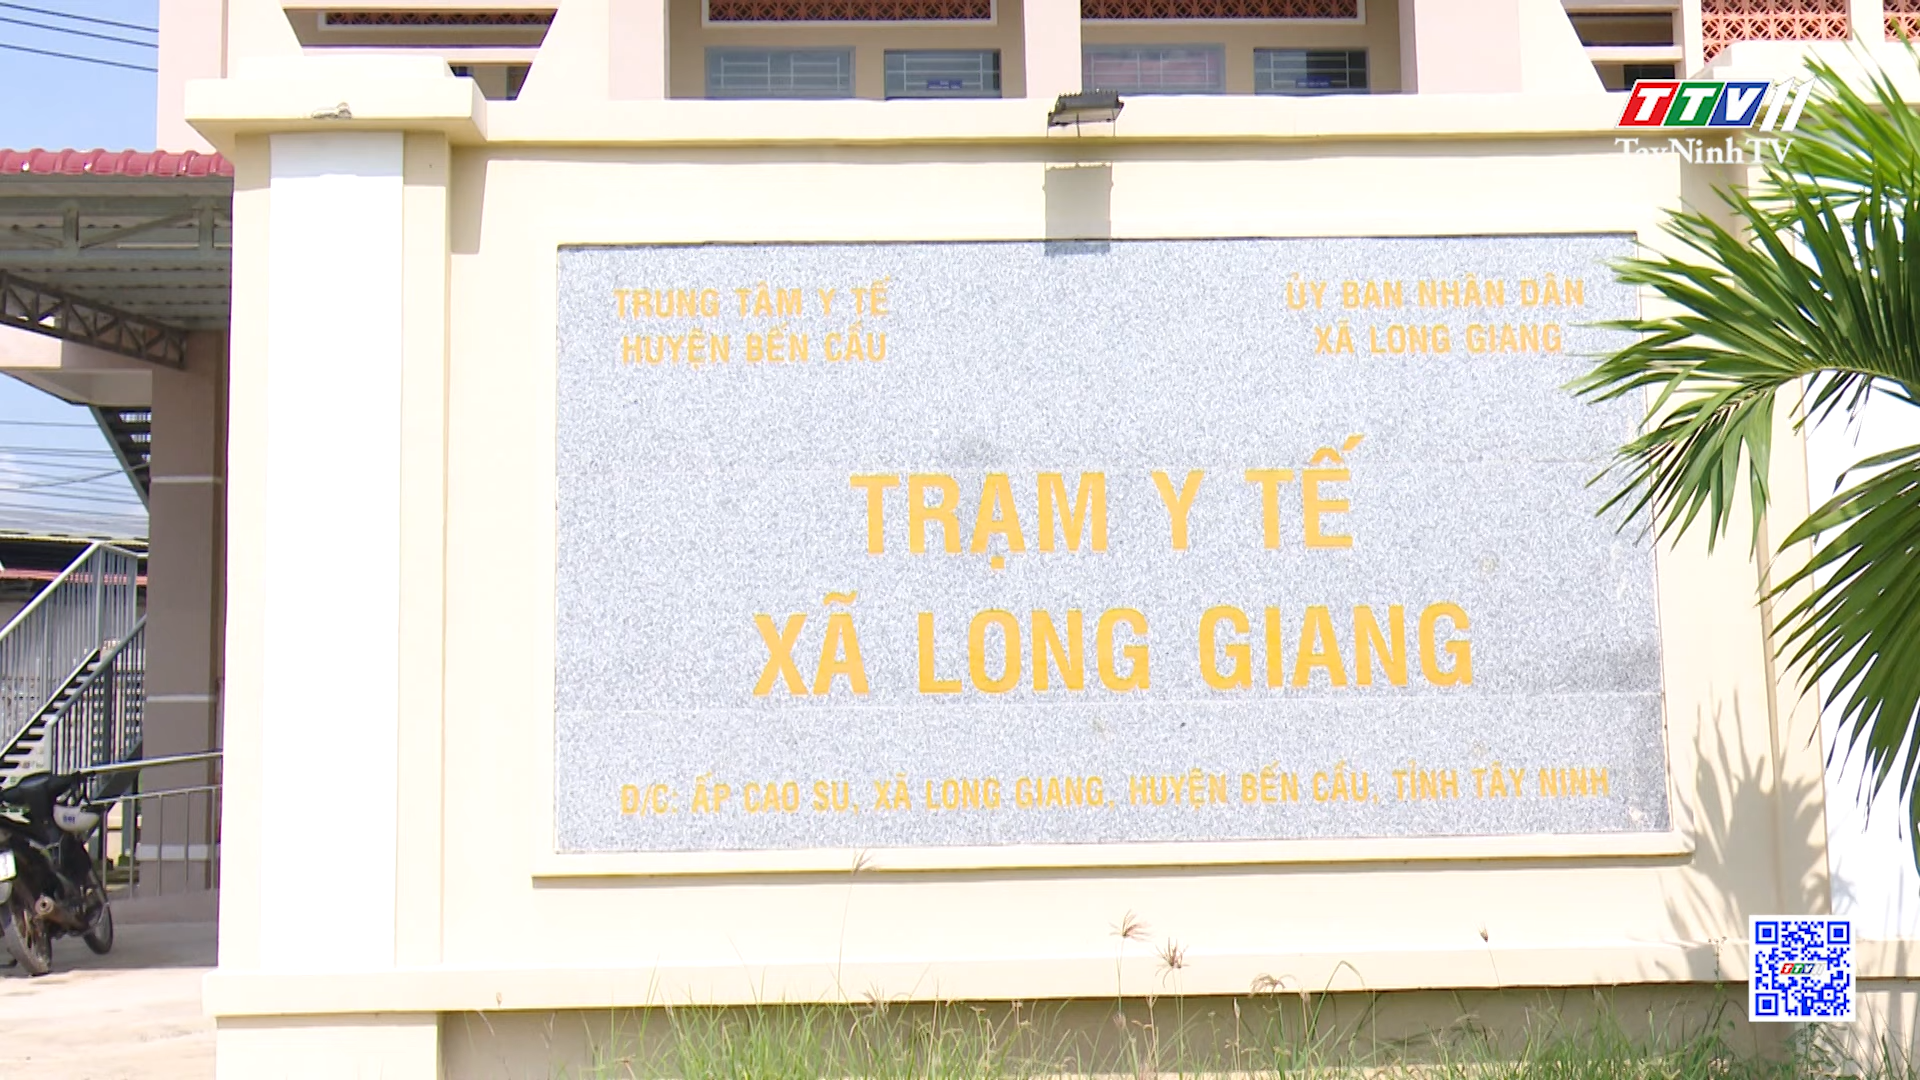 TTV11
TayNinhTV
TRUNG TÂM Y TẾ
HUYỆN BẾN CẦU
ỦY BAN NHÂN DÂN
XÃ LONG GIANG
TRẠM Y TẾ
XÃ LONG GIANG
Đ/C: ẤP CAO SU, XÃ LONG GIANG, HUYỆN BẾN CẦU, TỈNH TÂY NINH
TTV11